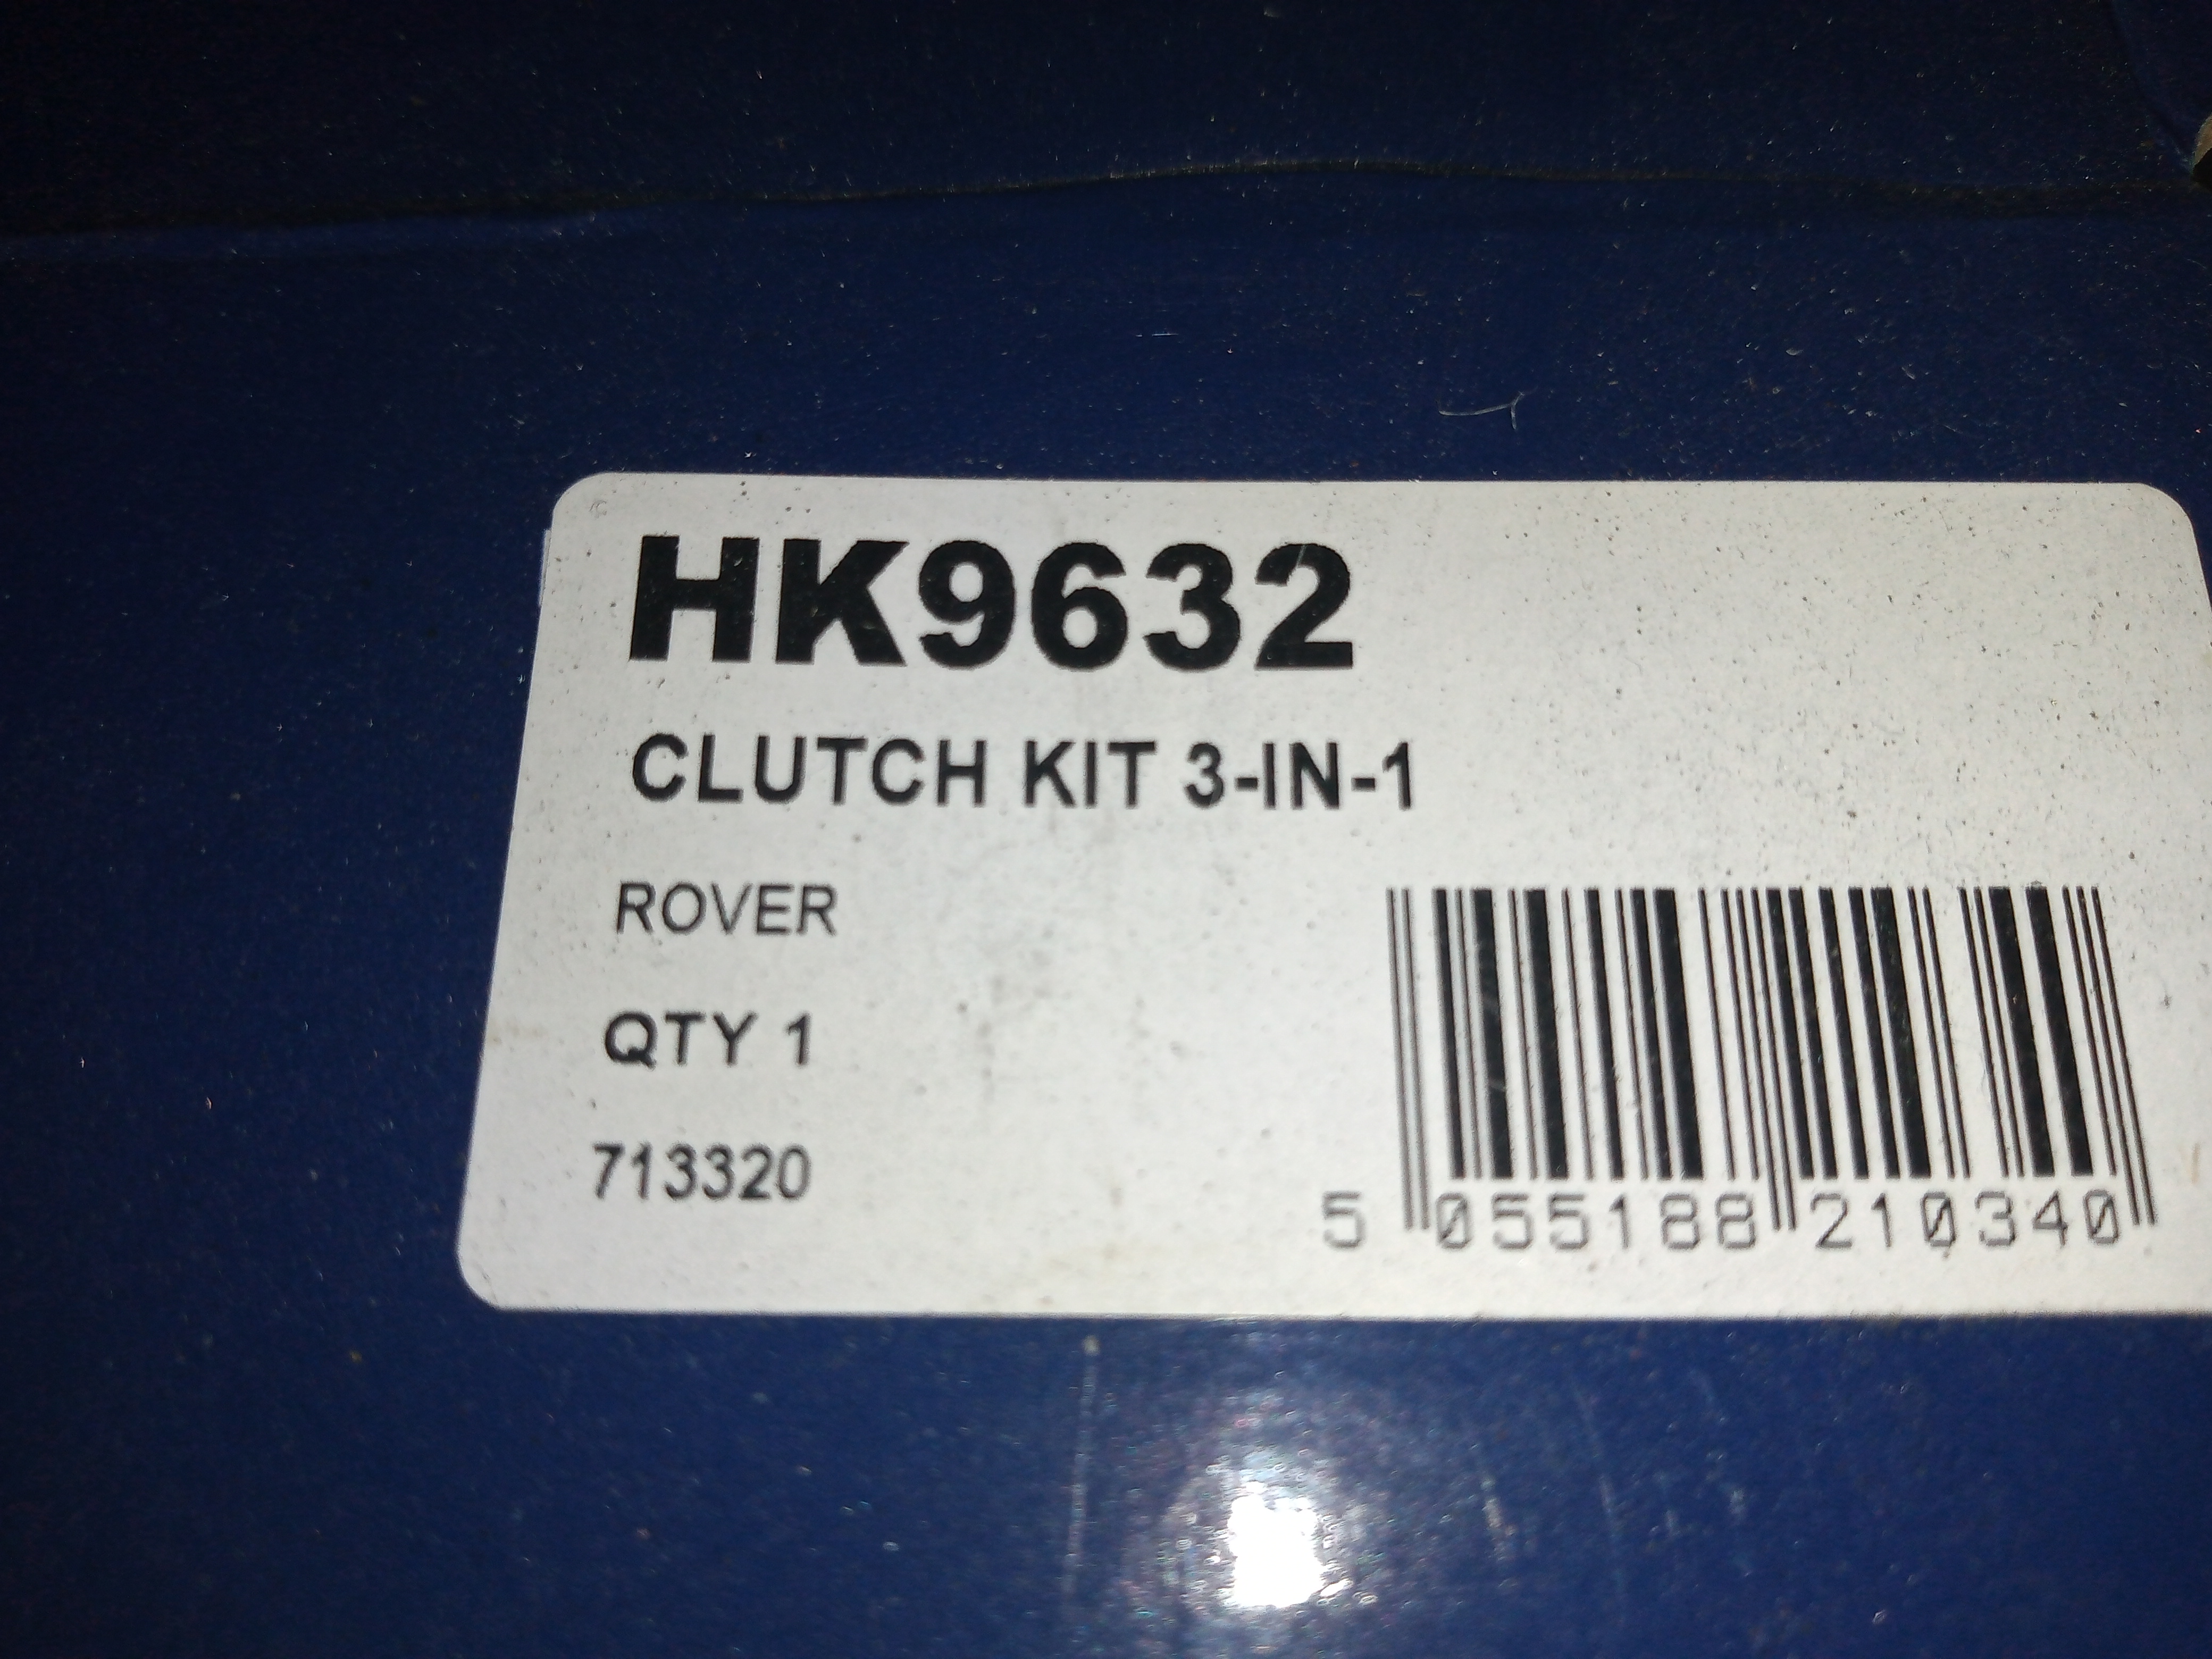 HK9632
CLUTCH KIT 3-IN-1
ROVER
QTY 1
713320
5 055188 210340